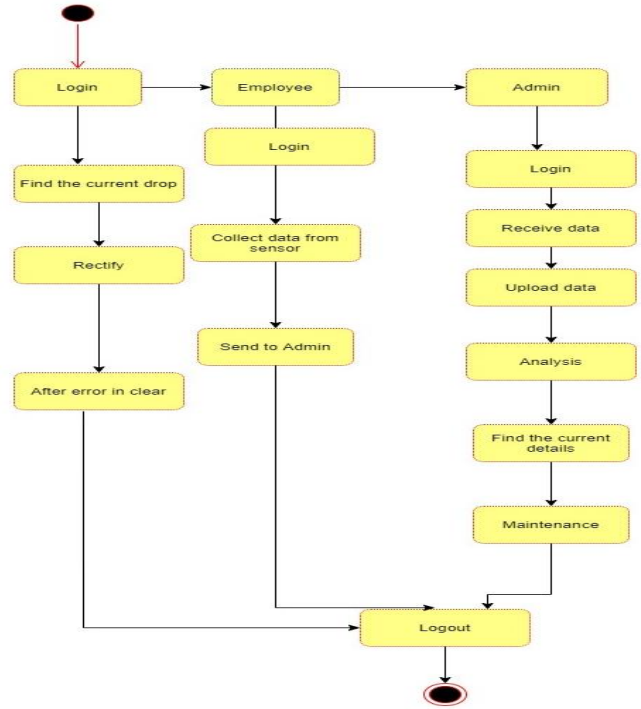 Login
Employee
Admin
Login
Login
Find the current drop
Receive data
Collect data from
sensor
Rectify
Upload data
Send to Admin
Analysis
After error in clear
Find the current
details
Maintenance
Logout